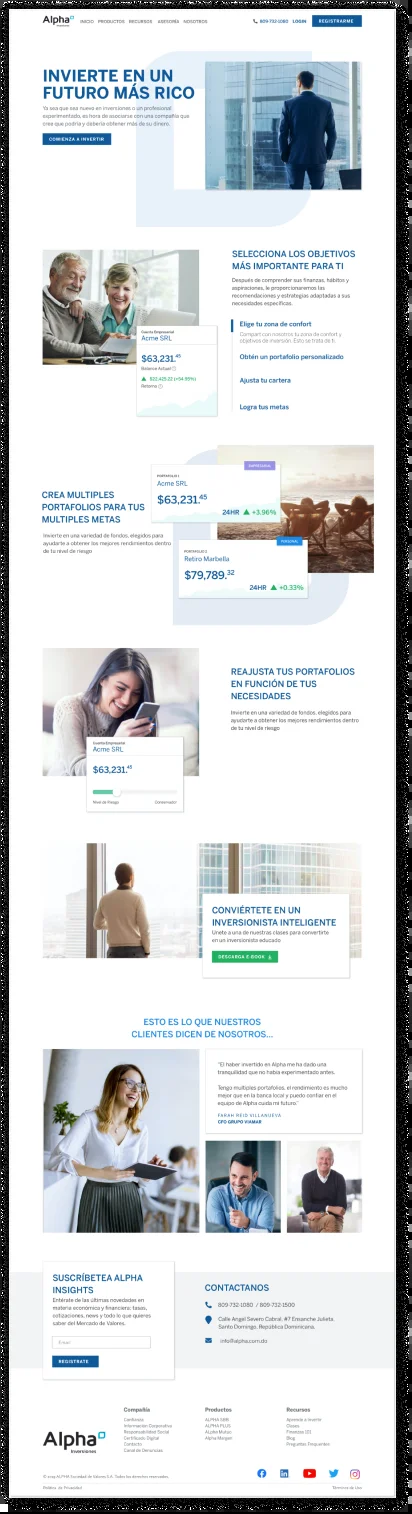 Alpha
Inversiones
INICIO PRODUCTOS RECURSOS ASESORÍA NOSOTROS
809-732-1080 LOGIN REGISTRARME
INVIERTE EN UN
FUTURO MÁS RICO
Ya sea que sea nuevo en inversiones o un profesional
experimentado, es hora de asociarse con una compañía que
cree que podría y debería obtener más de su dinero.
COMIENZA A INVERTIR
SELECCIONA LOS OBJETIVOS
MÁS IMPORTANTE PARA TI
Después de comprender sus finanzas, hábitos y
aspiraciones, le proporcionaremos las
recomendaciones y estrategias adaptadas a sus
necesidades específicas.
Elige tu zona de confort
Compart con nosotros tu zona de confort y
objetivos de inversión. Esto se trata de ti.
Obtén un portafolio personalizado
Ajusta tu cartera
Logra tus metas
Cuenta Empresarial
Acme SRL
$63,231.45
Balance Actual
$22,423.22 (+54.95%)
Retorno
CREA MULTIPLES
PORTAFOLIOS PARA TUS
MULTIPLES METAS
Invierte en una variedad de fondos, elegidos para
ayudarte a obtener los mejores rendimientos dentro
de tu nivel de riesgo
EMPRESARIAL
PORTAFOLIO 1
Acme SRL
$63,231.45
24HR +3.96%
PERSONAL
PORTAFOLIO 2
Retiro Marbella
$79,789.32
24HR +0.33%
REAJUSTA TUS PORTAFOLIOS
EN FUNCIÓN DE TUS
NECESIDADES
Invierte en una variedad de fondos, elegidos para
ayudarte a obtener los mejores rendimientos dentro
de tu nivel de riesgo
Cuenta Empresarial
Acme SRL
$63,231.45
Nivel de Riesgo Conservador
CONVIÉRTETE EN UN
INVERSIONISTA INTELIGENTE
Unete a una de nuestras clases para convertirte
en un inversionista educado
DESCARGA E-BOOK
ESTO ES LO QUE NUESTROS
CLIENTES DICEN DE NOSOTROS...
"El haber invertido en Alpha me ha dado una
tranquilidad que no había experimentado antes.
Tengo multiples portafolios, el rendimiento es mucho
mejor que en la banca local y puedo confiar en el
equipo de Alpha cuida mi futuro."
FARAH REID VILLANUEVA
CFO GRUPO VIAMAR
SUSCRÍBETEA ALPHA
INSIGHTS
Entérate de las últimas novedades en
materia económica y financiera: tasas,
cotizaciones, news y todo lo que quieres
saber del Mercado de Valores.
Email
REGISTRATE
CONTACTANOS
809-732-1080 / 809-732-1500
Calle Angel Severo Cabral, #7 Ensanche Julieta,
Santo Domingo, República Dominicana.
info@alpha.com.do
Alpha
Inversiones
Compañía
Confianza
Información Corporativa
Responsabilidad Social
Certificado Digital
Contacto
Canal de Denuncias
Productos
ALPHA SAB
ALPHA PLUS
Alpha Mutuo
Alpha Margen
Recursos
Aprende a Invertir
Clases
Finanzas 101
Blog
Preguntas Frequentes
© 2019 ALPHA Sociedad de Valores S.A. Todos los derechos reservados.
Política de Privacidad Términos de Uso